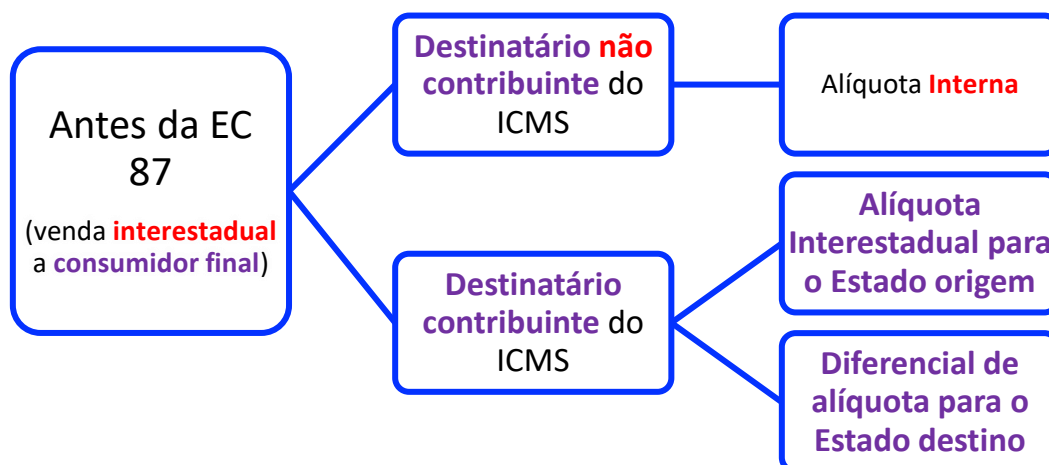 Antes da EC
87
(venda interestadual
a consumidor final)
Destinatário não
contribuinte do
ICMS
Alíquota Interna
Destinatário
contribuinte do
ICMS
Alíquota
Interestadual para
o Estado origem
Diferencial de
alíquota para o
Estado destino